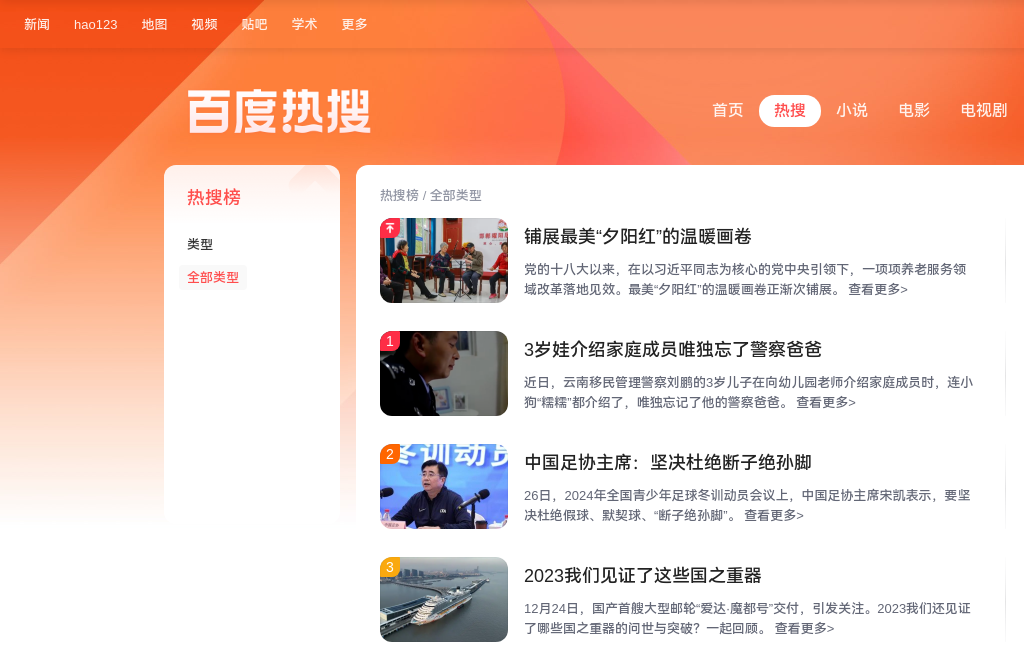 新闻 hao123 地图 视频 贴吧 学术 更多
百度热搜
首页 热搜 小说 电影 电视剧
热搜榜
类型
全部类型
热搜榜 / 全部类型
铺展最美“夕阳红”的温暖画卷
党的十八大以来，在以习近平同志为核心的党中央引领下，一项项养老服务领
域改革落地见效。最美“夕阳红”的温暖画卷正渐次铺展。 查看更多>
1
3岁娃介绍家庭成员唯独忘了警察爸爸
近日，云南移民管理警察刘鹏的3岁儿子在向幼儿园老师介绍家庭成员时，连小
狗“糯糯”都介绍了，唯独忘记了他的警察爸爸。 查看更多>
2
冬训动员
中国足协主席：坚决杜绝断子绝孙脚
26日，2024年全国青少年足球冬训动员会议上，中国足协主席宋凯表示，要坚
决杜绝假球、默契球、“断子绝孙脚”。 查看更多>
3
2023我们见证了这些国之重器
12月24日，国产首艘大型邮轮“爱达·魔都号”交付，引发关注。2023我们还见证
了哪些国之重器的问世与突破？一起回顾。 查看更多>